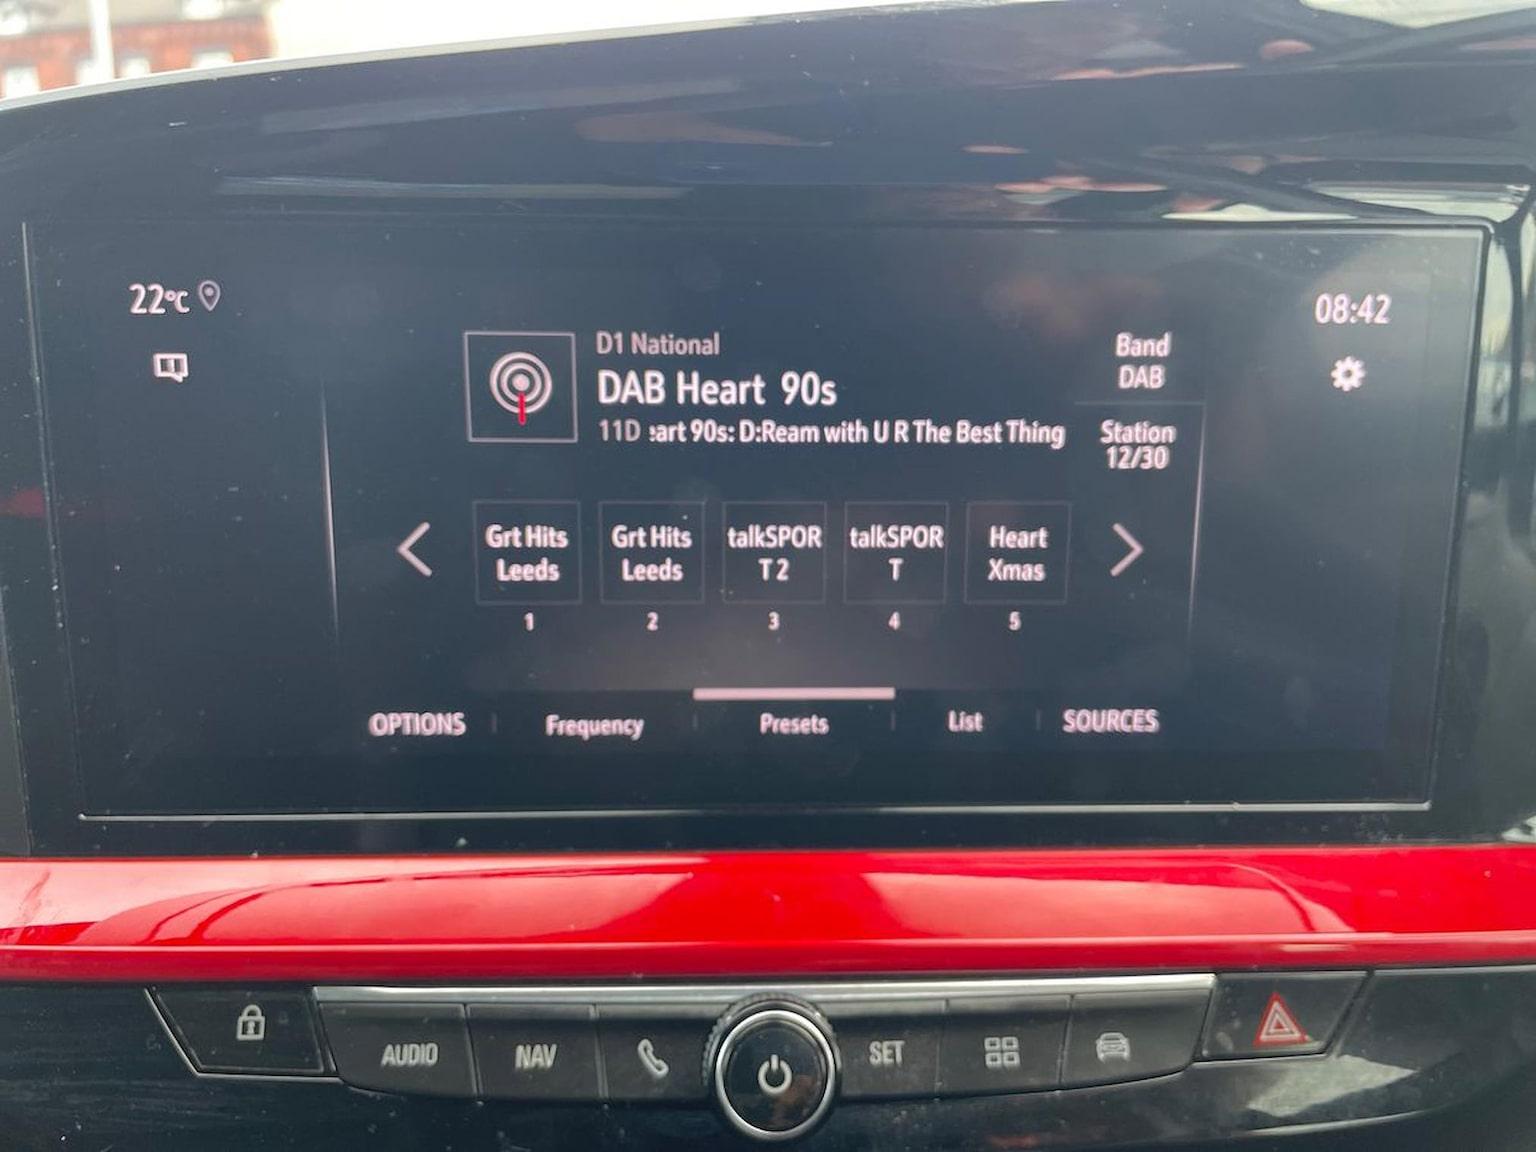 22°C
08:42
D1 National
DAB Heart 90s
11D :art 90s: D:Ream with U R The Best Thing
Band
DAB
Station
12/30
Grt Hits
Leeds
Grt Hits
Leeds
talkSPOR
T 2
talkSPOR
T
Heart
Xmas
1
2
3
4
5
OPTIONS
Frequency
Presets
List
SOURCES
AUDIO
NAV
SET